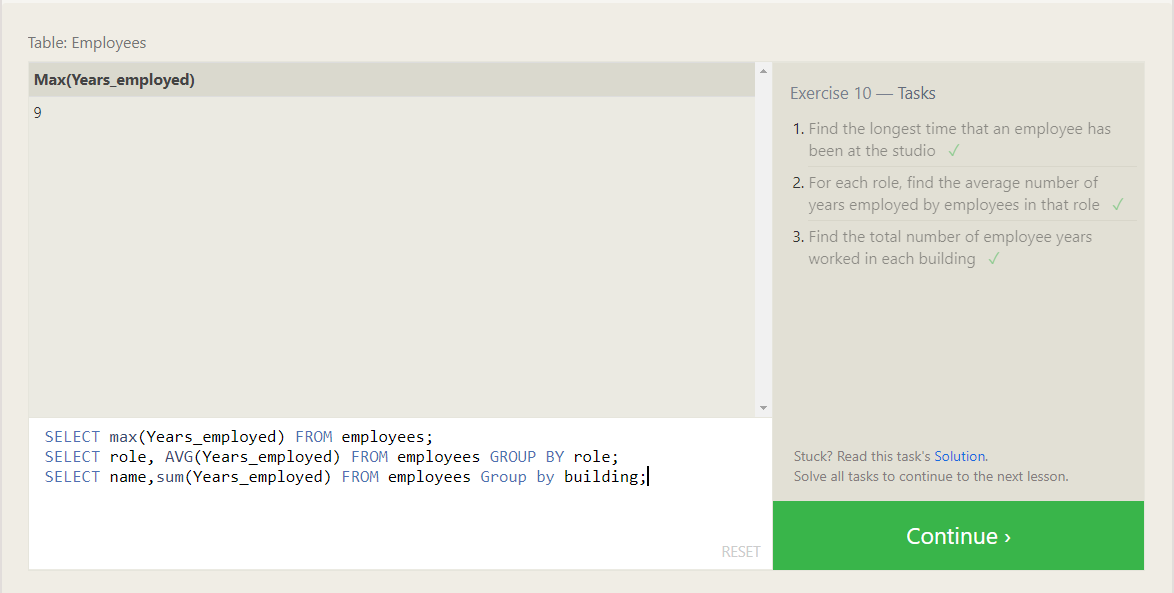 Table: Employees
Max(Years_employed)
9
SELECT max(Years_employed) FROM employees;
SELECT role, AVG(Years_employed) FROM employees GROUP BY role;
SELECT name,sum(Years_employed) FROM employees Group by building;
RESET
Exercise 10 — Tasks
1. Find the longest time that an employee has
been at the studio ✓
2. For each role, find the average number of
years employed by employees in that role ✓
3. Find the total number of employee years
worked in each building ✓
Stuck? Read this task's Solution.
Solve all tasks to continue to the next lesson.
Continue ›